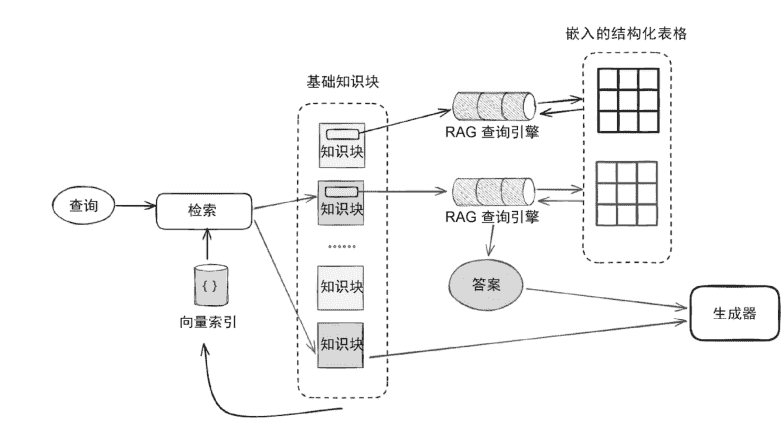 嵌入的结构化表格
基础知识块
知识块
RAG 查询引擎
查询
检索
知识块
RAG 查询引擎
......
{ }
向量索引
知识块
答案
生成器
知识块